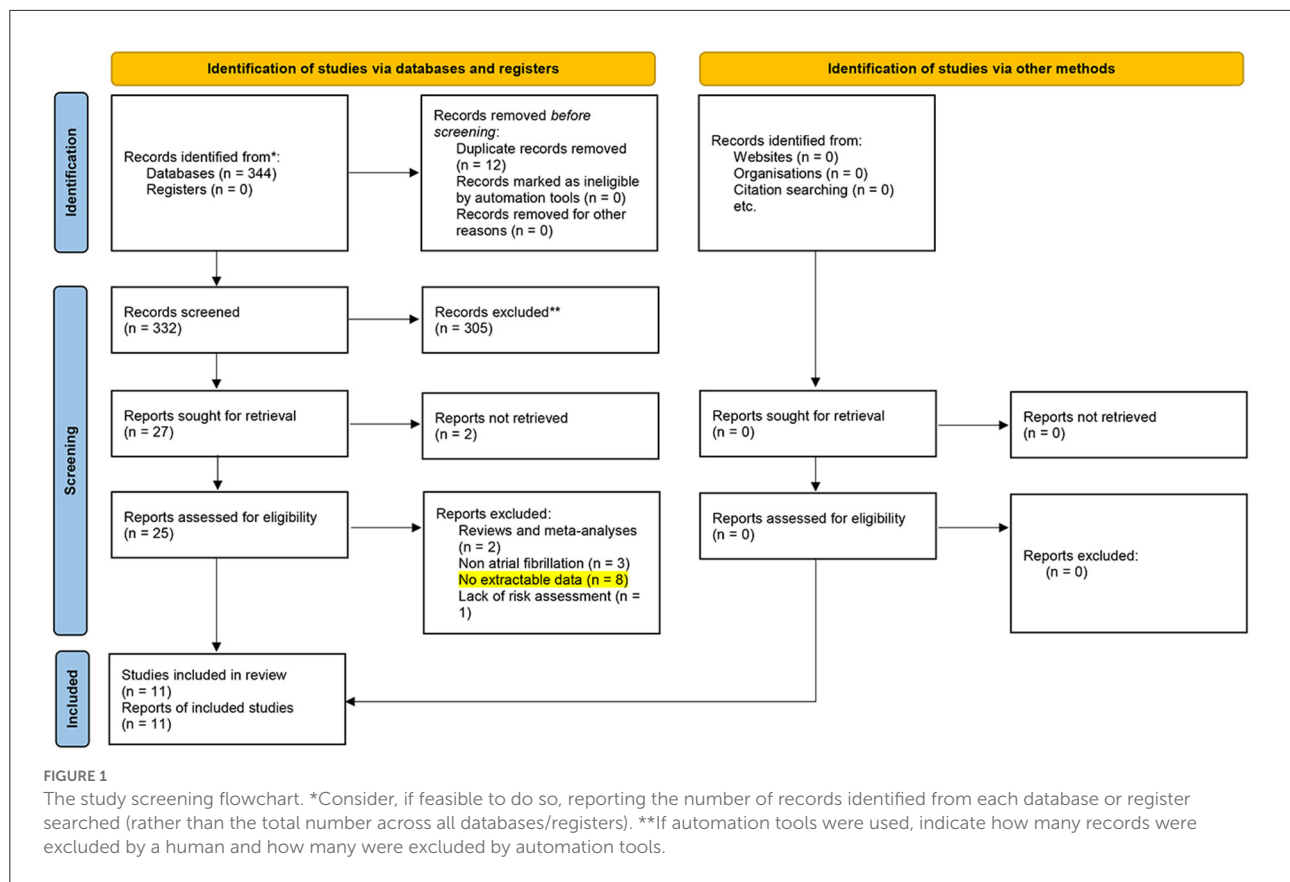 Identification of studies via databases and registers
Identification of studies via other methods
Identification
Records identified from*:
Databases (n = 344)
Registers (n = 0)
Records removed before
screening:
Duplicate records removed
(n = 12)
Records marked as ineligible
by automation tools (n = 0)
Records removed for other
reasons (n = 0)
Records identified from:
Websites (n = 0)
Organisations (n = 0)
Citation searching (n = 0)
etc.
Screening
Records screened
(n = 332)
Records excluded**
(n = 305)
Reports sought for retrieval
(n = 27)
Reports not retrieved
(n = 2)
Reports sought for retrieval
(n = 0)
Reports not retrieved
(n = 0)
Reports assessed for eligibility
(n = 25)
Reports excluded:
Reviews and meta-analyses
(n = 2)
Non atrial fibrillation (n = 3)
No extractable data (n = 8)
Lack of risk assessment (n =
1)
Reports assessed for eligibility
(n = 0)
Reports excluded:
(n = 0)
Included
Studies included in review
(n = 11)
Reports of included studies
(n = 11)
FIGURE 1
The study screening flowchart. *Consider, if feasible to do so, reporting the number of records identified from each database or register
searched (rather than the total number across all databases/registers). **If automation tools were used, indicate how many records were
excluded by a human and how many were excluded by automation tools.